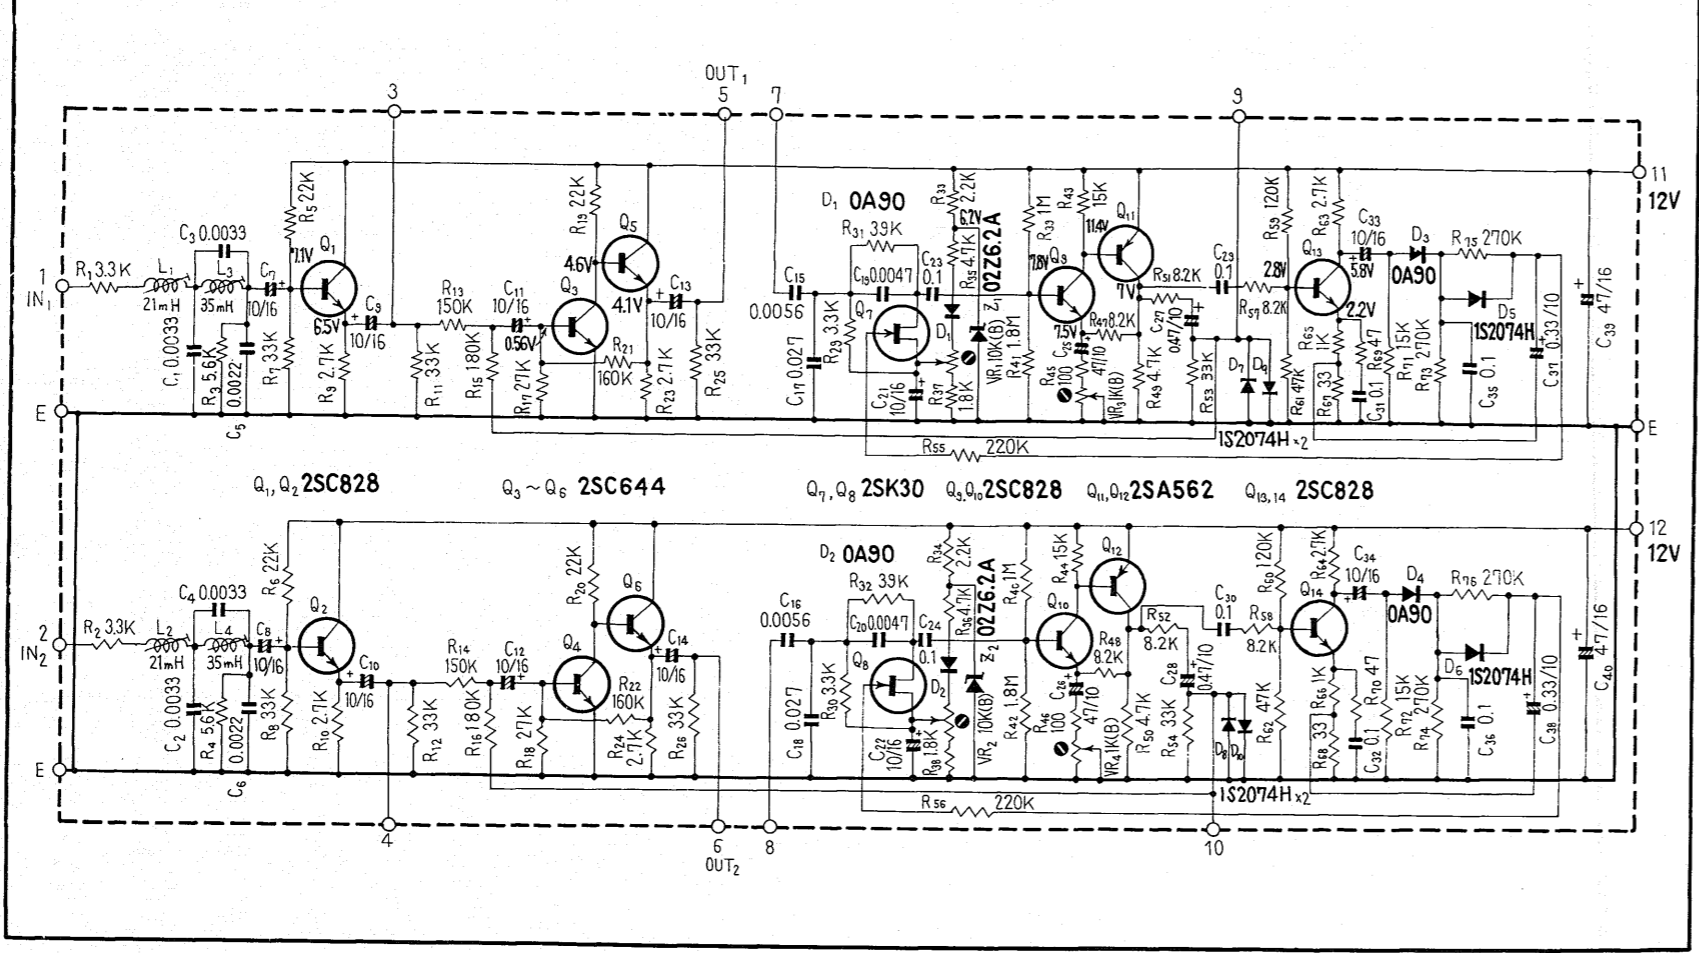 OUT₁
3
5
7
9
1
IN₁
R₁ 3.3K
L₁
21mH
C₃ 0.0033
L₃
35mH
C₇
10/16
C₁ 0.0033
R₃ 5.6K
0.0022
C₅
R₅ 22K
R₇ 33K
7.1V
Q₁
6.5V
C₉
10/16
R₉ 2.7K
R₁₁ 33K
R₁₃
150K
R₁₅ 180K
C₁₁
10/16
0.56V
R₁₇ 27K
Q₃
4.6V
R₁₉ 22K
Q₅
4.1V
R₂₁
160K
R₂₃ 2.7K
C₁₃
10/16
R₂₅ 33K
C₁₅
0.0056
C₁₇ 0.027
D₁ 0A90
R₃₁ 39K
C₁₉ 0.0047
R₂₉ 3.3K
Q₇
C₂₁
10/16
C₂₃
0.1
D₁
R₃₃
2.2K
6.2V
R₃₅ 4.7K
R₃₇
1.8K
02Z6.2A
Z₁
VR₁ 10K(B)
R₃₉ 1M
R₄₁ 1.8M
R₄₃
15K
7.8V
Q₉
7.5V
C₂₅
47/10
R₄₅
100
VR₃ 1K(B)
11.4V
Q₁₁
7V
R₄₇ 8.2K
R₄₉ 4.7K
R₅₁ 8.2K
C₂₇
0.47/10
R₅₃ 33K
R₅₅ 220K
C₂₉
0.1
R₅₇ 8.2K
D₇
D₉
1S2074H×2
R₅₉ 120K
R₆₁ 47K
2.8V
Q₁₃
2.2V
R₆₃ 2.7K
R₆₅
1K
R₆₇ 33
C₃₁ 0.1
R₆₉ 47
R₇₁ 15K
R₇₃ 270K
C₃₃
10/16
5.8V
D₃
0A90
R₇₅ 270K
D₅
1S2074H
C₃₅ 0.1
C₃₇ 0.33/10
C₃₉ 47/16
11
12V
E
E
Q₁, Q₂ 2SC828
Q₃ ~ Q₆ 2SC644
Q₇, Q₈ 2SK30
Q₉, Q₁₀ 2SC828
Q₁₁, Q₁₂ 2SA562
Q₁₃,₁₄ 2SC828
2
IN₂
R₂ 3.3K
L₂
21mH
C₄ 0.0033
L₄
35mH
C₈
10/16
C₂ 0.0033
R₄ 5.6K
0.0022
C₆
R₆ 22K
R₈ 33K
Q₂
C₁₀
10/16
R₁₀ 2.7K
R₁₂ 33K
R₁₄
150K
R₁₆ 180K
C₁₂
10/16
R₁₈ 27K
Q₄
R₂₀ 22K
Q₆
R₂₂
160K
R₂₄
2.7K
C₁₄
10/16
R₂₆ 33K
C₁₆
0.0056
C₁₈ 0.027
D₂ 0A90
R₃₂ 39K
C₂₀ 0.0047
R₃₀ 3.3K
Q₈
C₂₂
10/16
C₂₄
0.1
D₂
R₃₄
2.2K
R₃₆ 4.7K
R₃₈ 1.8K
02Z6.2A
Z₂
VR₂ 10K(B)
R₄₀ 1M
R₄₂ 1.8M
R₄₄ 15K
Q₁₀
C₂₆
47/10
R₄₆
100
VR₄ 1K(B)
Q₁₂
R₄₈
8.2K
R₅₀ 4.7K
R₅₂
8.2K
C₂₈
0.47/10
R₅₄ 33K
R₅₆ 220K
C₃₀
0.1
R₅₈
8.2K
D₈
D₁₀
1S2074H×2
R₆₀ 120K
R₆₂ 47K
Q₁₄
R₆₄ 2.7K
R₆₆ 1K
R₆₈ 33
C₃₂ 0.1
R₇₀ 47
R₇₂ 15K
R₇₄ 270K
C₃₄
10/16
D₄
0A90
R₇₆ 270K
D₆
1S2074H
C₃₆ 0.1
C₃₈ 0.33/10
C₄₀ 47/16
12
12V
E
4
6
OUT₂
8
10